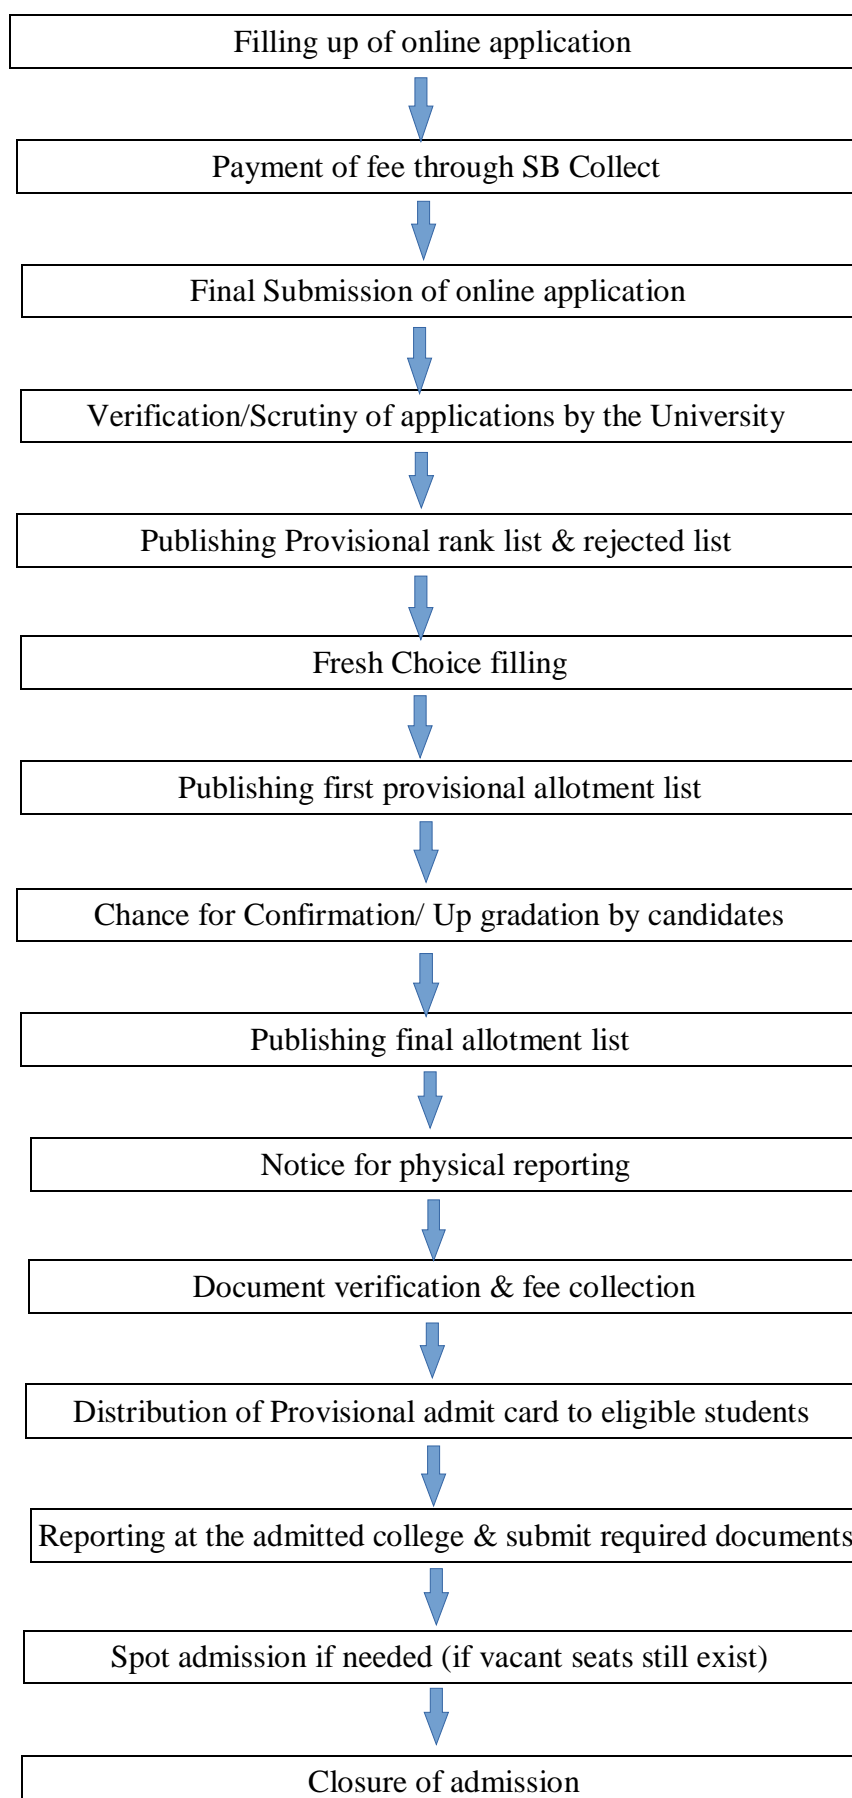 Filling up of online application
Payment of fee through SB Collect
Final Submission of online application
Verification/Scrutiny of applications by the University
Publishing Provisional rank list & rejected list
Fresh Choice filling
Publishing first provisional allotment list
Chance for Confirmation/ Up gradation by candidates
Publishing final allotment list
Notice for physical reporting
Document verification & fee collection
Distribution of Provisional admit card to eligible students
Reporting at the admitted college & submit required documents
Spot admission if needed (if vacant seats still exist)
Closure of admission